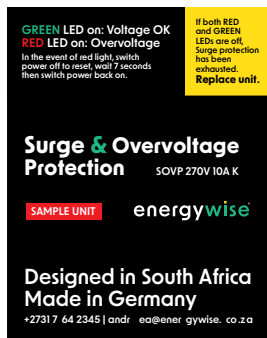 GREEN LED on: Voltage OK
RED LED on: Overvoltage
In the event of red light, switch
power off to reset, wait 7 seconds
then switch power back on.
If both RED
and GREEN
LEDs are off,
Surge protection
has been
exhausted.
Replace unit.
Surge & Overvoltage
Protection SOVP 270V 10A K
SAMPLE UNIT energywise
Designed in South Africa
Made in Germany
+2731 7 64 2345 | andr ea@ener gywise. co.za